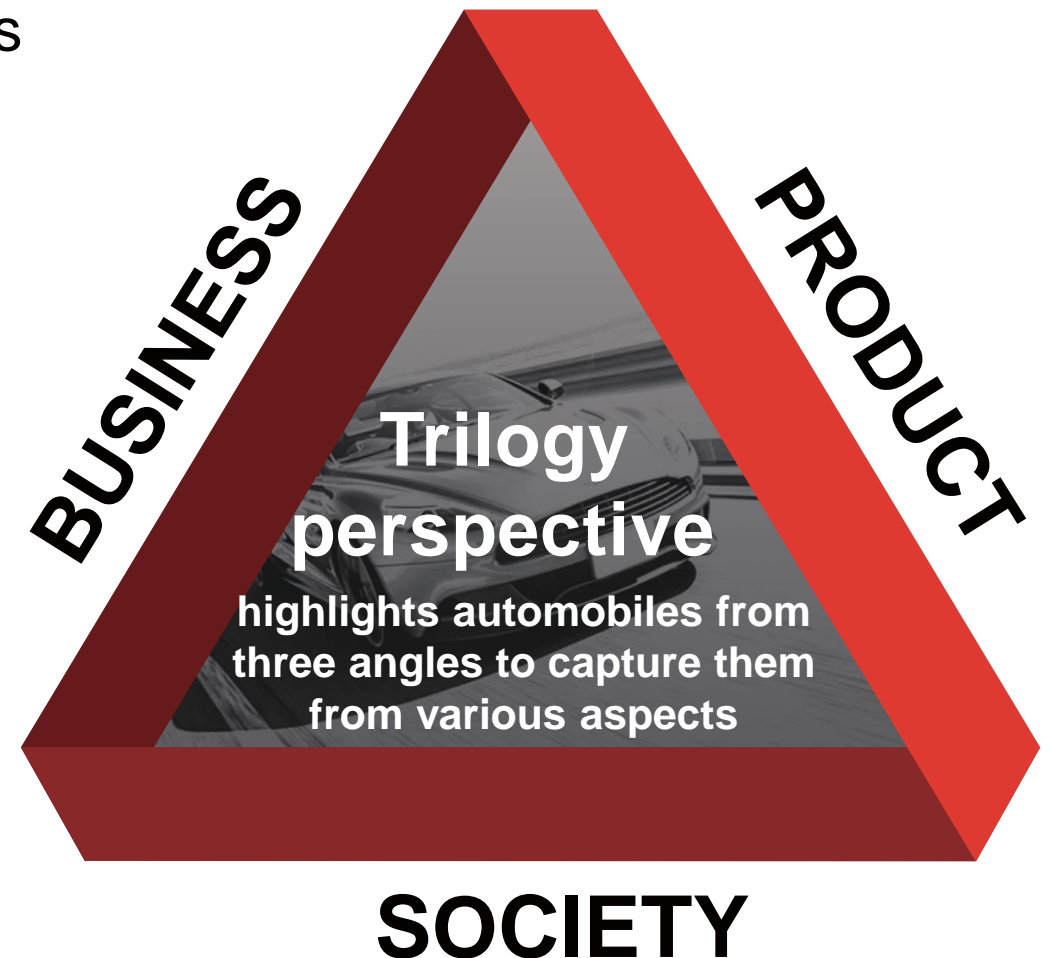 s
BUSINESS
PRODUCT
Trilogy
perspective
highlights automobiles from
three angles to capture them
from various aspects
SOCIETY